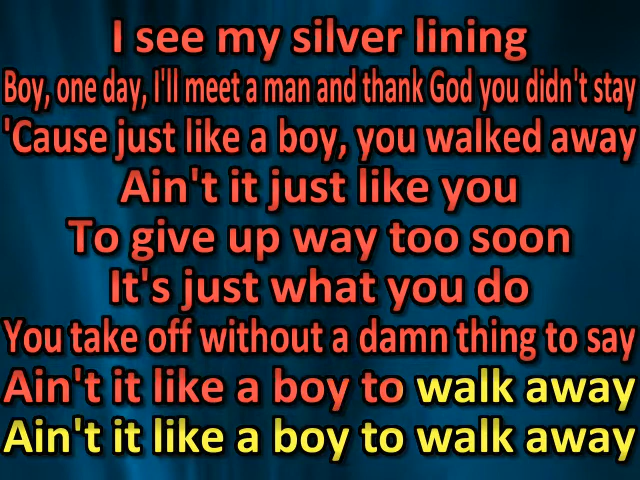 I see my silver lining
Boy, one day, I'll meet a man and thank God you didn't stay
'Cause just like a boy, you walked away
Ain't it just like you
To give up way too soon
It's just what you do
You take off without a damn thing to say
Ain't it like a boy to walk away
Ain't it like a boy to walk away